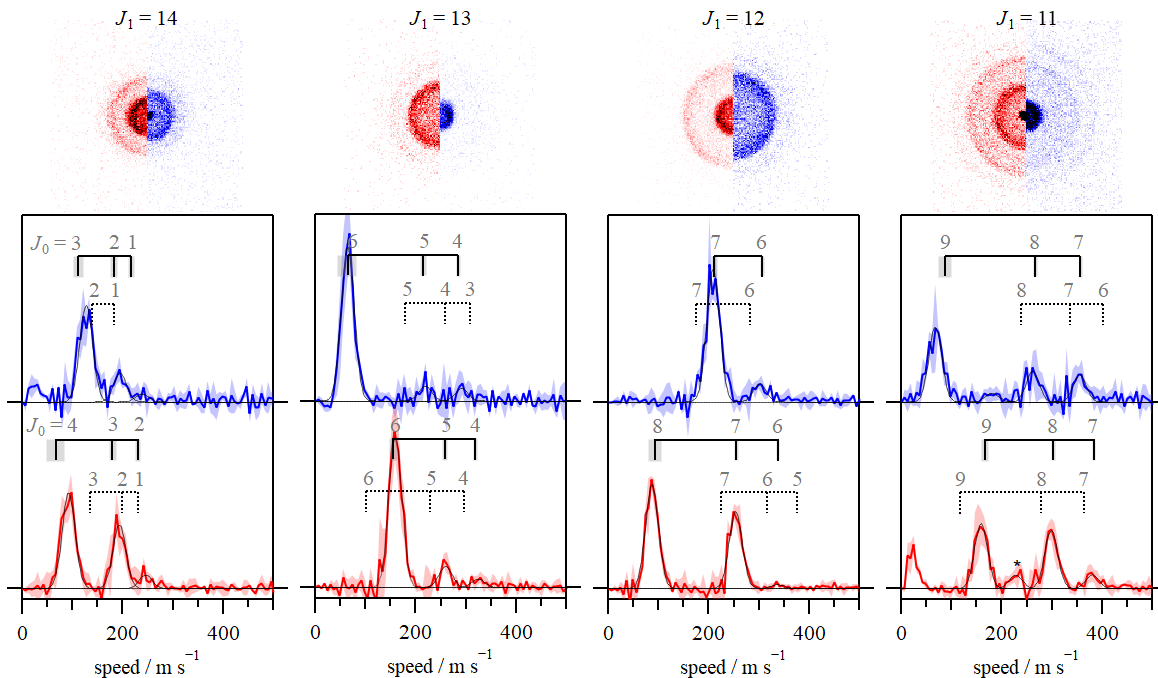 J₁ = 14
J₁ = 13
J₁ = 12
J₁ = 11
J₀ = 3 2 1
2 1
6 5 4
5 4 3
7 6
7 6
9 8 7
8 7 6
J₀ = 4 3 2
3 2 1
6 5 4
6 5 4
8 7 6
7 6 5
9 8 7
9 8 7
*
0 200 400
0 200 400
0 200 400
0 200 400
speed / m s⁻¹
speed / m s⁻¹
speed / m s⁻¹
speed / m s⁻¹